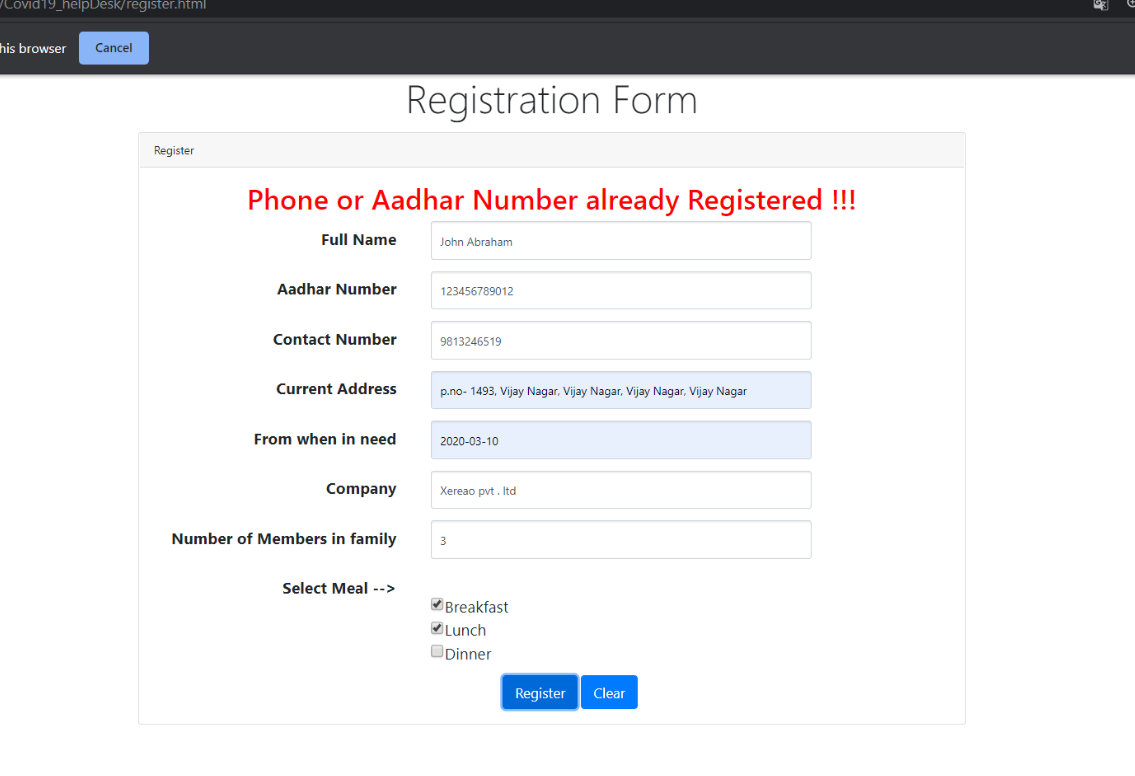 /Covid19_helpDesk/register.html
his browser Cancel
Registration Form
Register
Phone or Aadhar Number already Registered !!!
Full Name John Abraham
Aadhar Number 123456789012
Contact Number 9813246519
Current Address p.no- 1493, Vijay Nagar, Vijay Nagar, Vijay Nagar, Vijay Nagar
From when in need 2020-03-10
Company Xereao pvt . ltd
Number of Members in family 3
Select Meal -->
Breakfast
Lunch
Dinner
Register Clear